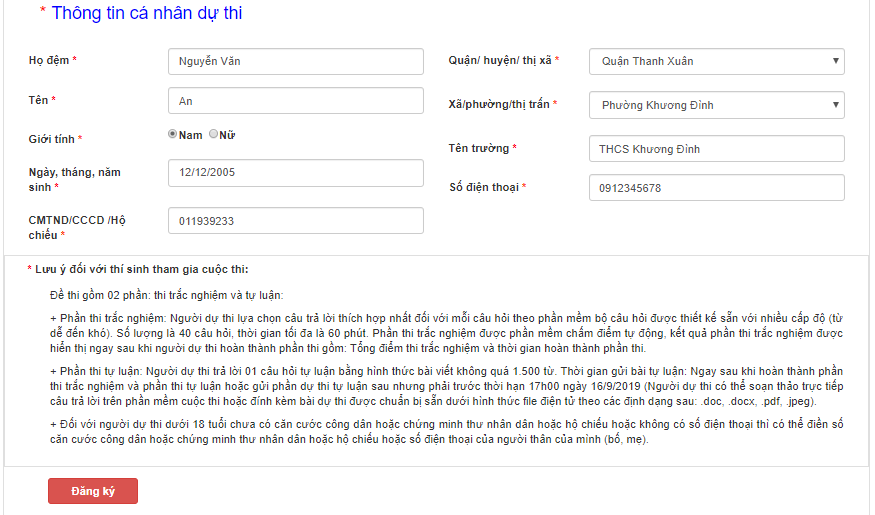 * Thông tin cá nhân dự thi
Họ đệm *
Nguyễn Văn
Tên *
An
Giới tính *
Nam Nữ
Ngày, tháng, năm
sinh *
12/12/2005
CMTND/CCCD /Hộ
chiếu *
011939233
Quận/ huyện/ thị xã *
Quận Thanh Xuân
Xã/phường/thị trấn *
Phường Khương Đình
Tên trường *
THCS Khương Đình
Số điện thoại *
0912345678
* Lưu ý đối với thí sinh tham gia cuộc thi:
Đề thi gồm 02 phần: thi trắc nghiệm và tự luận:
+ Phần thi trắc nghiệm: Người dự thi lựa chọn câu trả lời thích hợp nhất đối với mỗi câu hỏi theo phần mềm bộ câu hỏi được thiết kế sẵn với nhiều cấp độ (từ
dễ đến khó). Số lượng là 40 câu hỏi, thời gian tối đa là 60 phút. Phần thi trắc nghiệm được phần mềm chấm điểm tự động, kết quả phần thi trắc nghiệm được
hiển thị ngay sau khi người dự thi hoàn thành phần thi gồm: Tổng điểm thi trắc nghiệm và thời gian hoàn thành phần thi.
+ Phần thi tự luận: Người dự thi trả lời 01 câu hỏi tự luận bằng hình thức bài viết không quá 1.500 từ. Thời gian gửi bài tự luận: Ngay sau khi hoàn thành phần
thi trắc nghiệm và phần thi tự luận hoặc gửi phần dự thi tự luận sau nhưng phải trước thời hạn 17h00 ngày 16/9/2019 (Người dự thi có thể soạn thảo trực tiếp
câu trả lời trên phần mềm cuộc thi hoặc đính kèm bài dự thi được chuẩn bị sẵn dưới hình thức file điện tử theo các định dạng sau: .doc, .docx, .pdf, .jpeg).
+ Đối với người dự thi dưới 18 tuổi chưa có căn cước công dân hoặc chứng minh thư nhân dân hoặc hộ chiếu hoặc không có số điện thoại thì có thể điền số
căn cước công dân hoặc chứng minh thư nhân dân hoặc hộ chiếu hoặc số điện thoại của người thân của mình (bố, mẹ).
Đăng ký